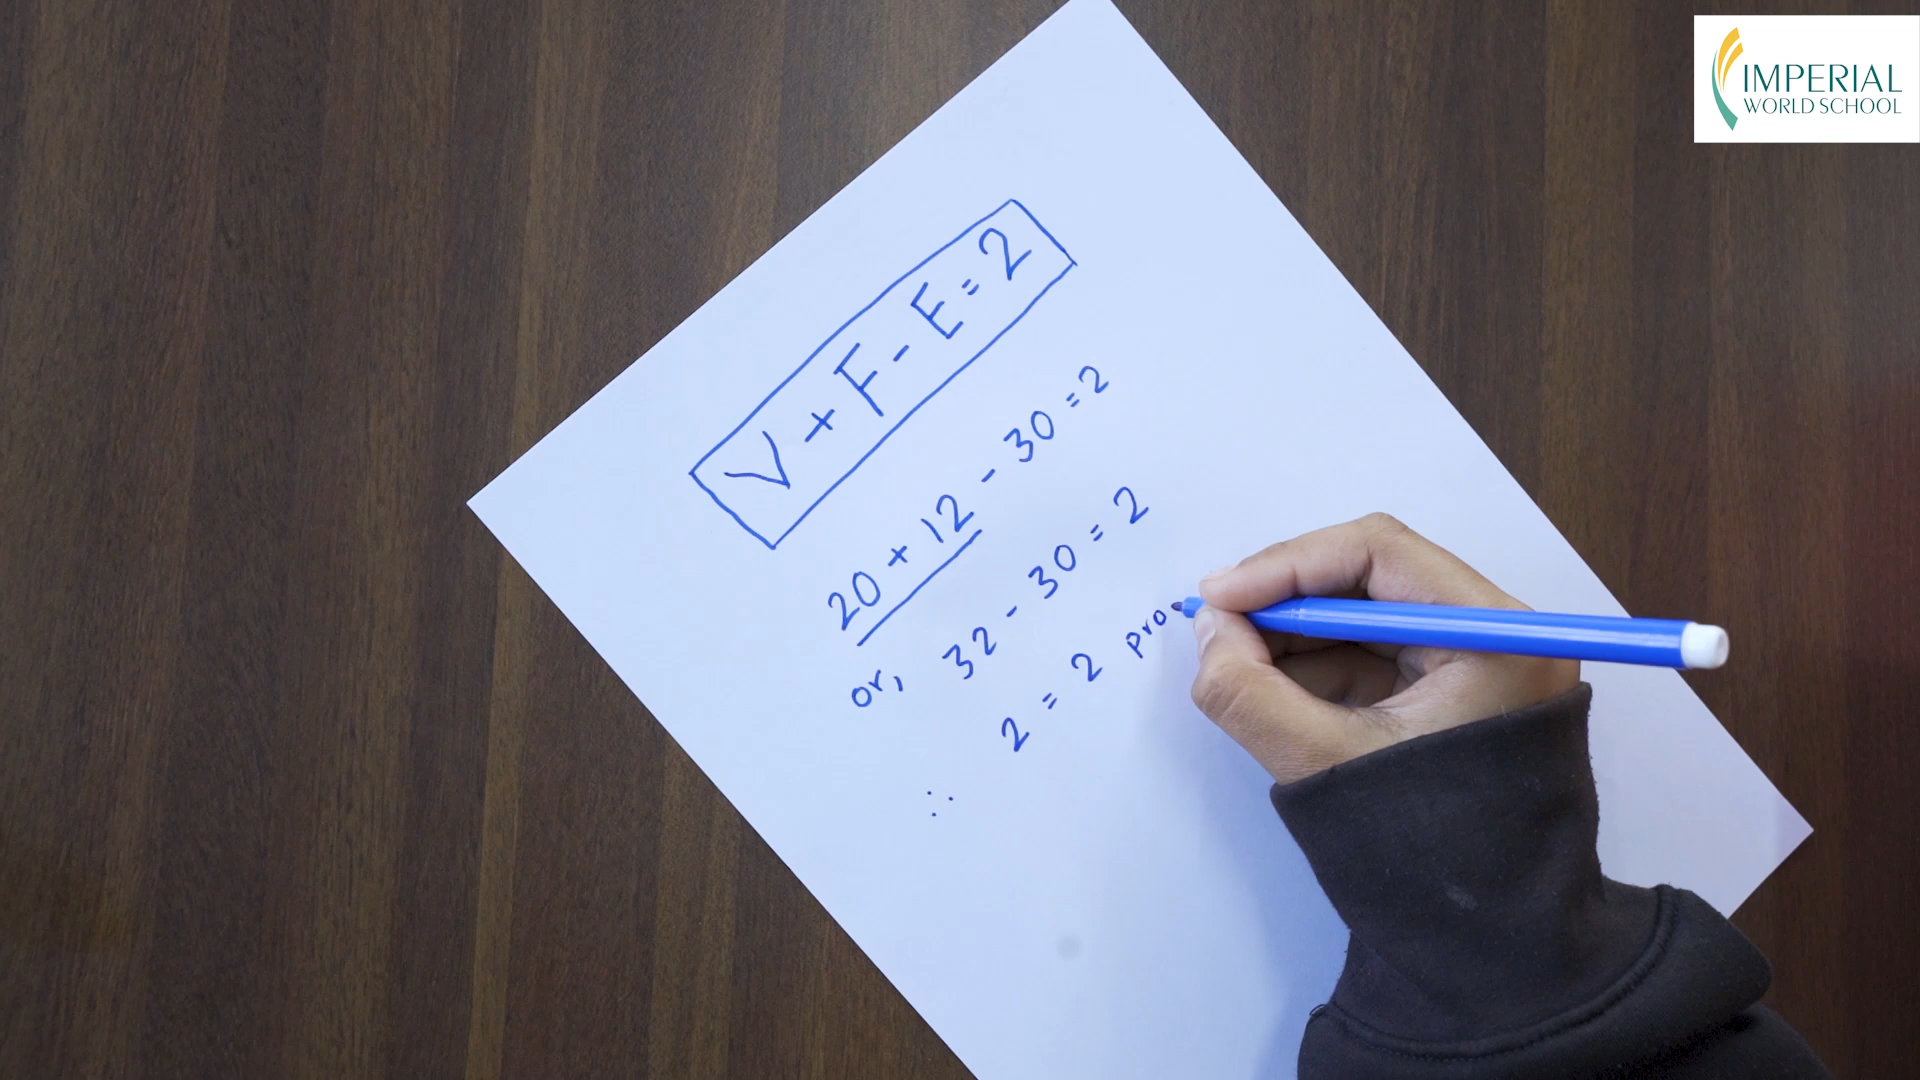 IMPERIAL
WORLD SCHOOL
V + F - E = 2
20 + 12 - 30 = 2
or, 32 - 30 = 2
∴ 2 = 2 pro